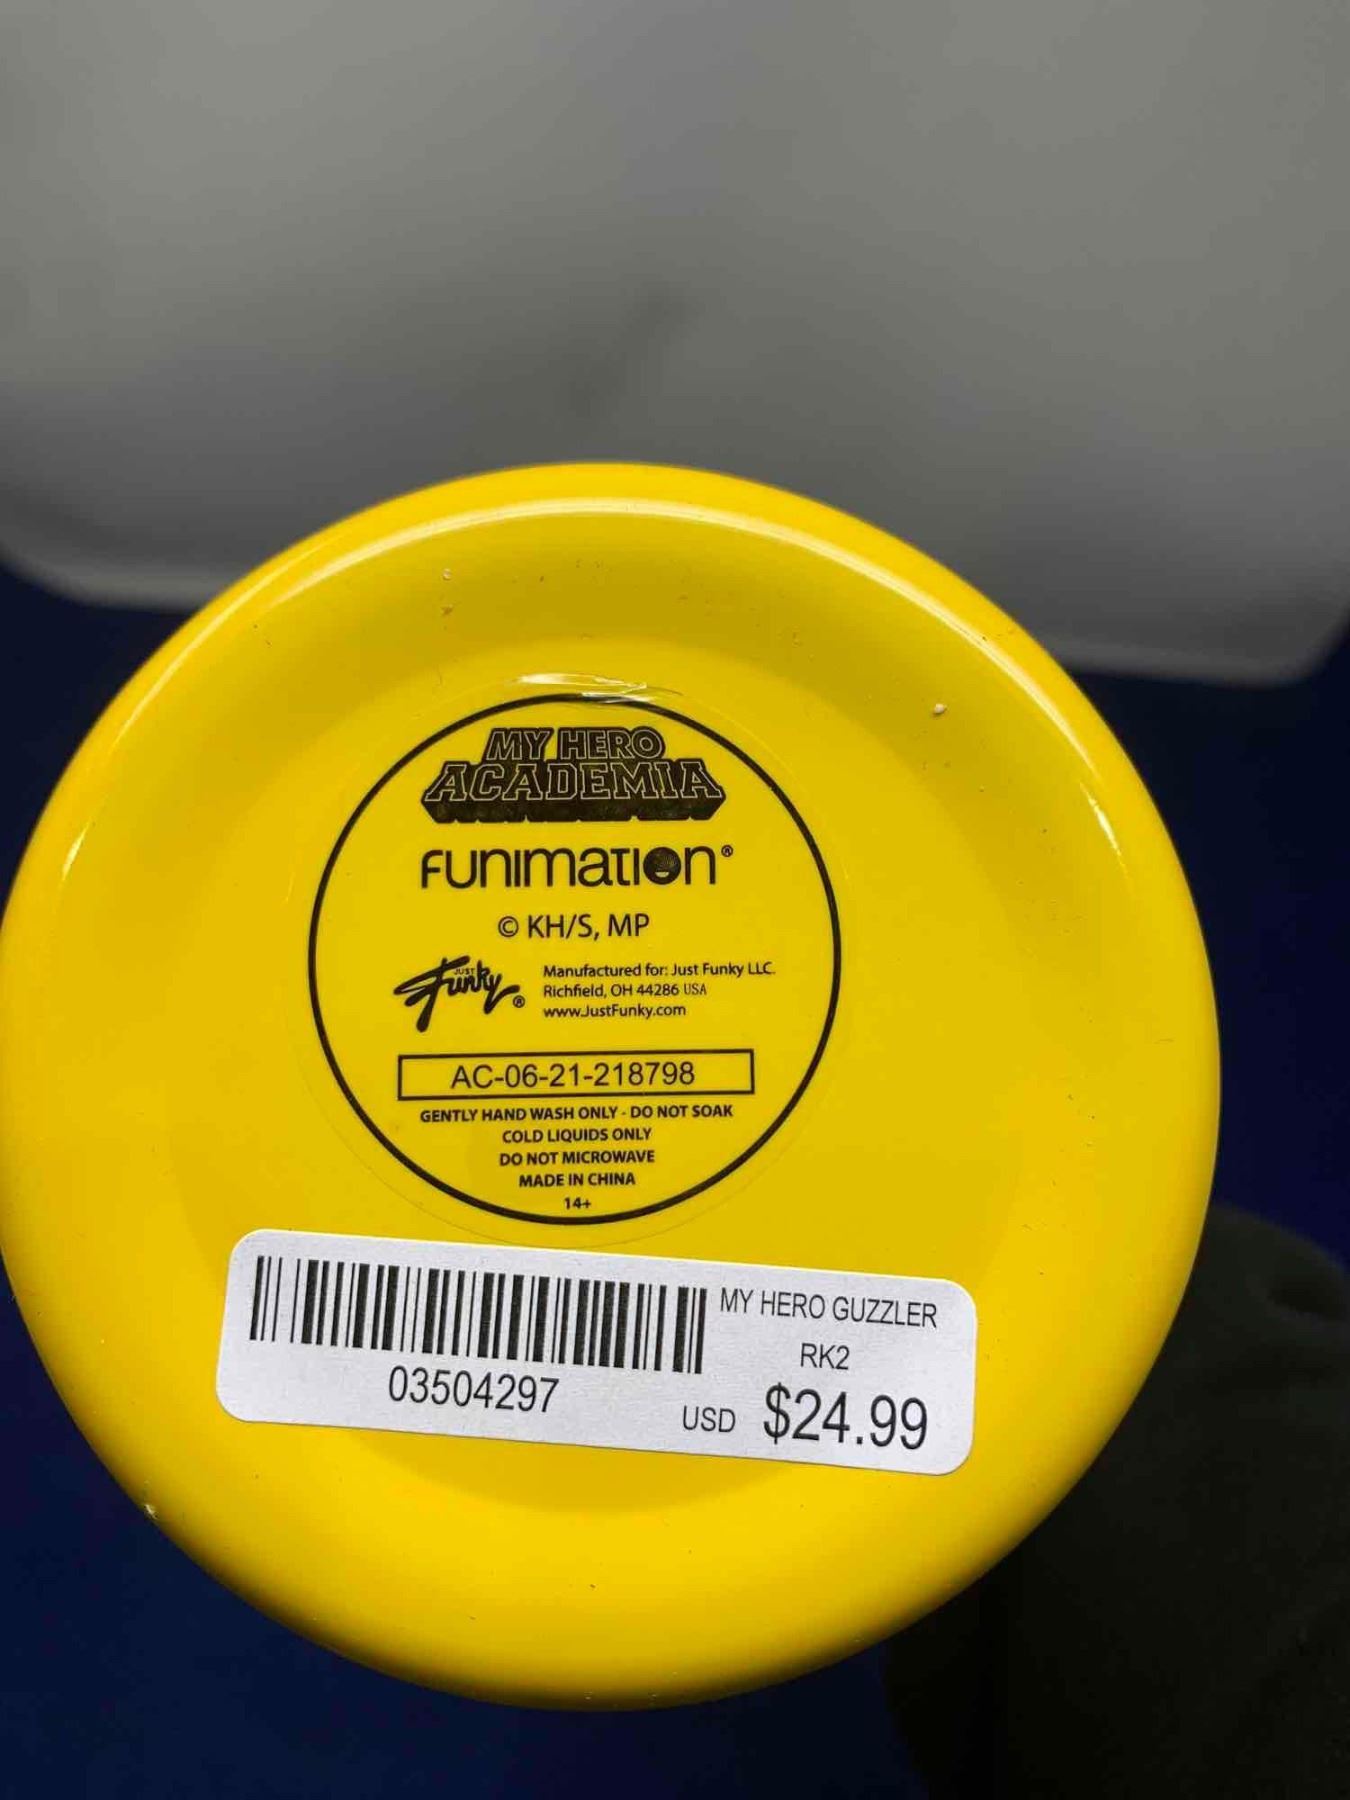 MY HERO
ACADEMIA
FUNIMATION®
© KH/S, MP
JUST
Funky®
Manufactured for: Just Funky LLC.
Richfield, OH 44286 USA
www.JustFunky.com
AC-06-21-218798
GENTLY HAND WASH ONLY - DO NOT SOAK
COLD LIQUIDS ONLY
DO NOT MICROWAVE
MADE IN CHINA
14+
MY HERO GUZZLER
RK2
03504297
USD $24.99